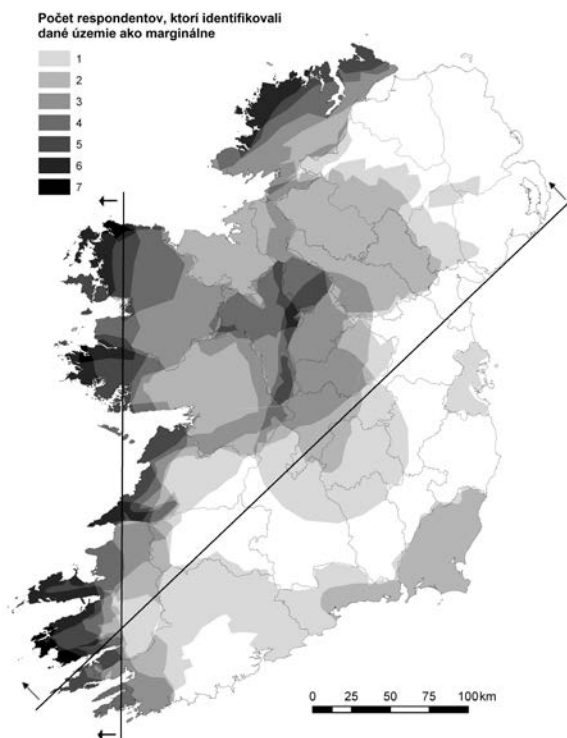 Počet respondentov, ktorí identifikovali
dané územie ako marginálne
1
2
3
4
5
6
7
0 25 50 75 100 km